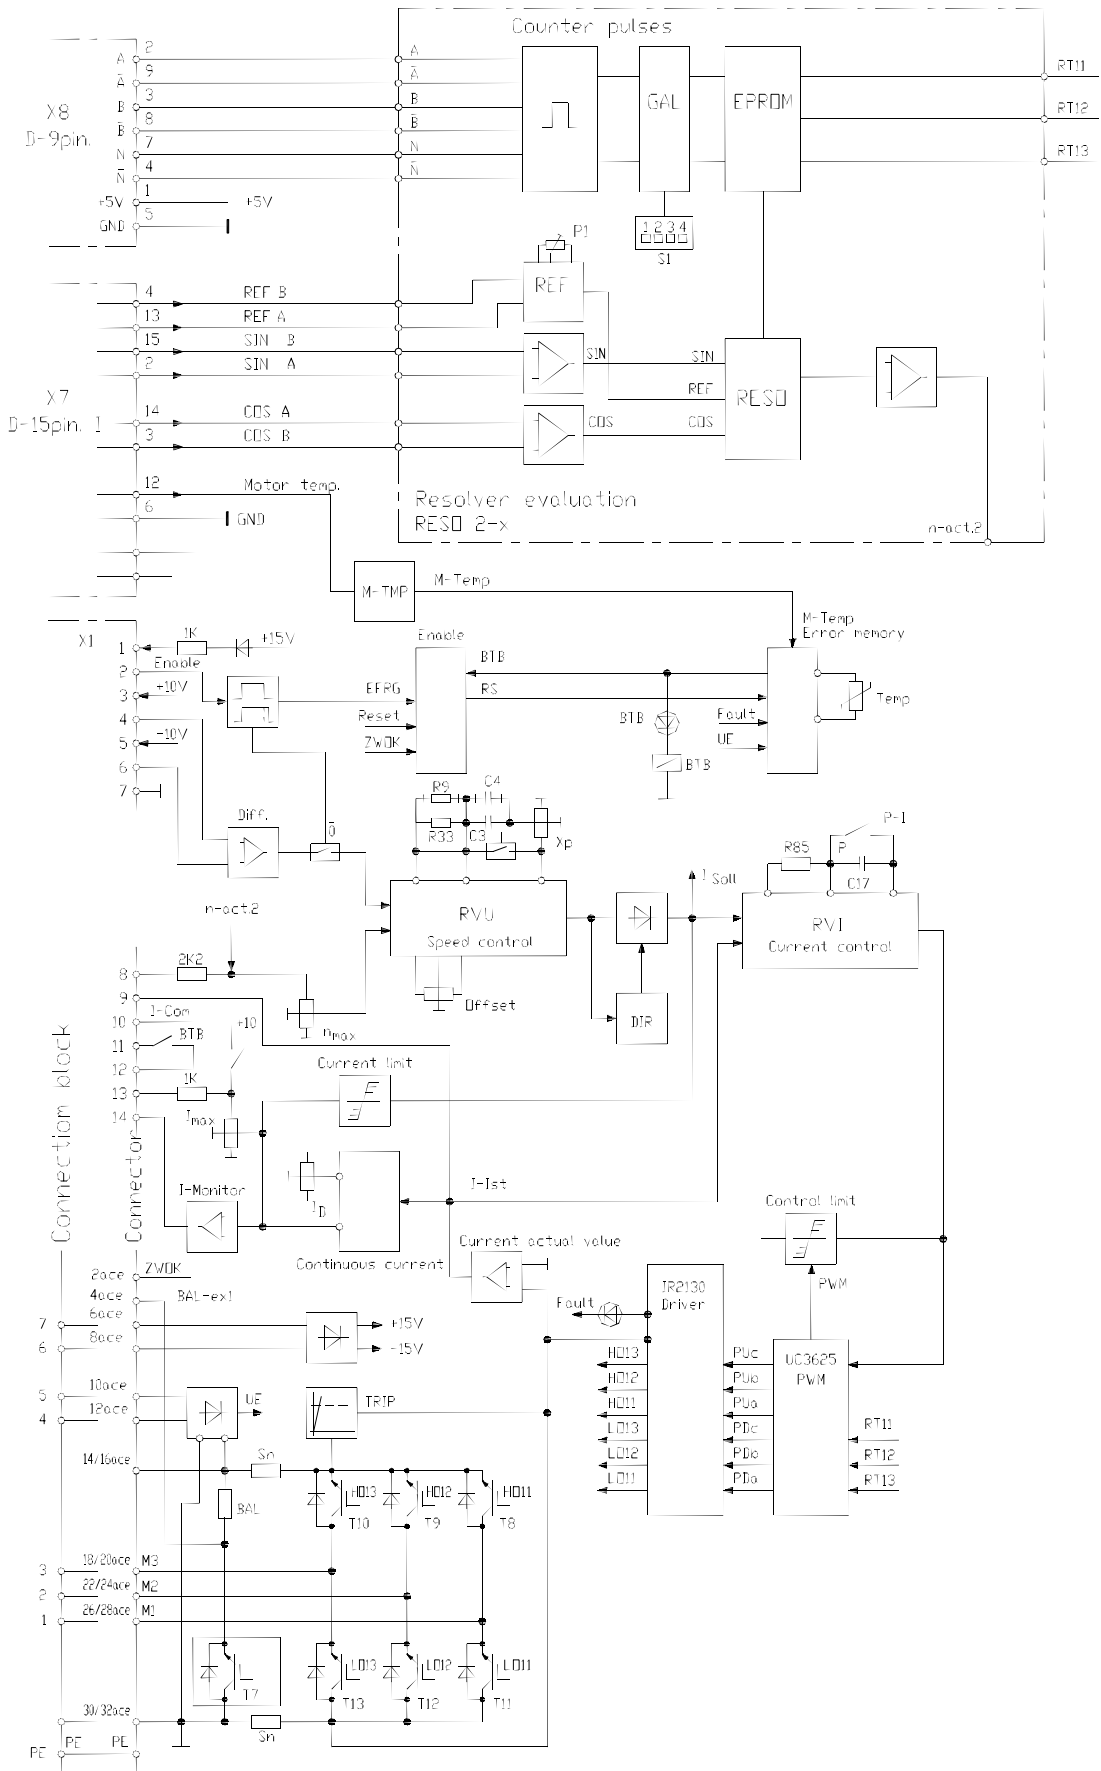 Counter pulses
X8
D-9pin.
A 2 A
A̅ 9 A̅
B 3 B
B̅ 8 B̅
N 7 N
N̅ 4 N̅
+5V 1 +5V
GND 5
GAL
EPROM
RT11
RT12
RT13
1 2 3 4
S1
P1
REF
X7
D-15pin. I
4 REF B
13 REF A
15 SIN B
2 SIN A
14 COS A
3 COS B
12 Motor temp.
6 GND
SIN SIN
REF
COS COS
RESO
Resolver evaluation
RESO 2-x
n-act.2
M-TMP
M-Temp
M-Temp
Error memory
X1
1 1K +15V
2 Enable
3 +10V
4
5 -10V
6
7
Enable
EFRG
Reset
ZWOK
BTB
RS
BTB
BTB
Fault
UE
Temp
Diff.
0̅
R9 C4
R33 C3
Xp
RVU
Speed control
Offset
n-act.2
I Soll
DIR
P-I
P
R85
C17
RVI
Current control
8 2K2
9
10 I-Com
11 BTB
12
13 1K
14
+10
n max
I max
Current limit
I-Monitor
I D
Continuous current
I-Ist
Current actual value
Control limit
PWM
Connectiom block
Connector
2ace ZWOK
4ace BAL-ex1
7 6ace +15V
6 8ace -15V
5 10ace UE
4 12ace
TRIP
14/16ace Sn
BAL
Fault
IR2130
Driver
UC3625
PWM
HO13 PUc
HO12 PUb
HO11 PUa
LO13 PDc
LO12 PDb
LO11 PDa
RT11
RT12
RT13
HO13 HO12 HO11
T10 T9 T8
3 18/20ace M3
2 22/24ace M2
1 26/28ace M1
LO13 LO12 LO11
T7 T13 T12 T11
30/32ace
Sn
PE PE PE